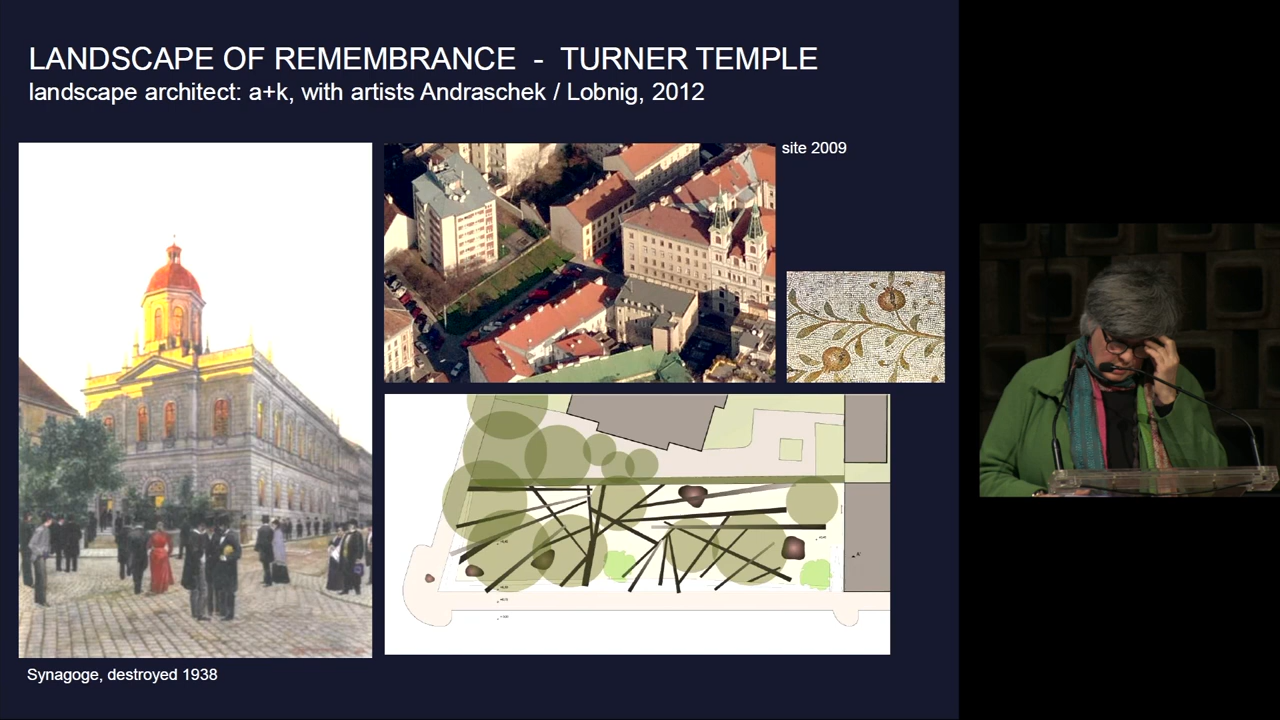 LANDSCAPE OF REMEMBRANCE - TURNER TEMPLE
landscape architect: a+k, with artists Andraschek / Lobnig, 2012
site 2009
Synagoge, destroyed 1938